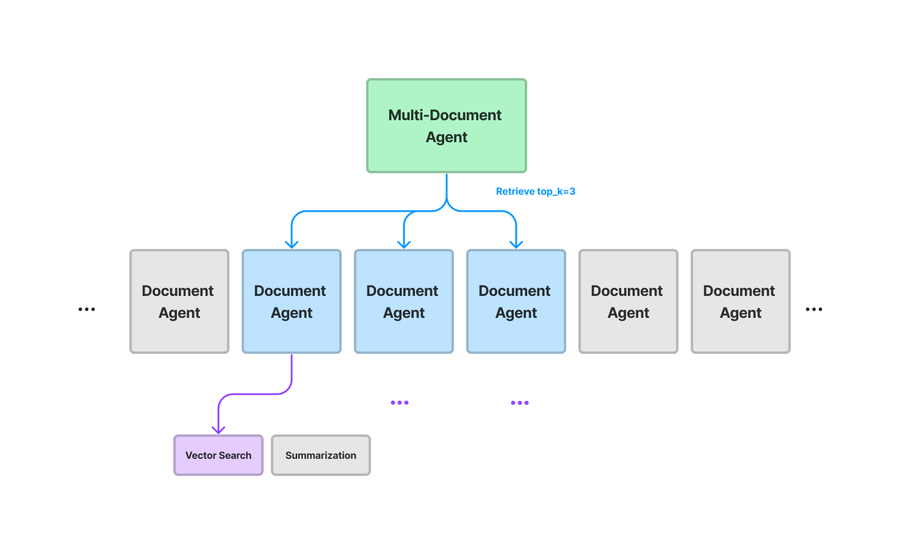 Multi-Document
Agent
Retrieve top_k=3
Document
Agent
Document
Agent
Document
Agent
Document
Agent
Document
Agent
Document
Agent
...
...
...
...
Vector Search
Summarization